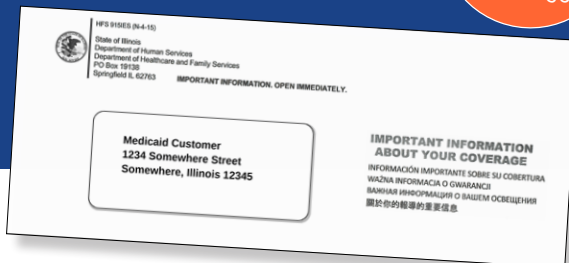 HFS 915IES (N-4-15)
State of Illinois
Department of Human Services
Department of Healthcare and Family Services
PO Box 19138
Springfield IL 62763
IMPORTANT INFORMATION. OPEN IMMEDIATELY.
Medicaid Customer
1234 Somewhere Street
Somewhere, Illinois 12345
IMPORTANT INFORMATION
ABOUT YOUR COVERAGE
INFORMACIÓN IMPORTANTE SOBRE SU COBERTURA
WAŻNA INFORMACJA O GWARANCJI
ВАЖНАЯ ИНФОРМАЦИЯ О ВАШЕМ ОСВЕЩЕНИЯ
關於你的報導的重要信息